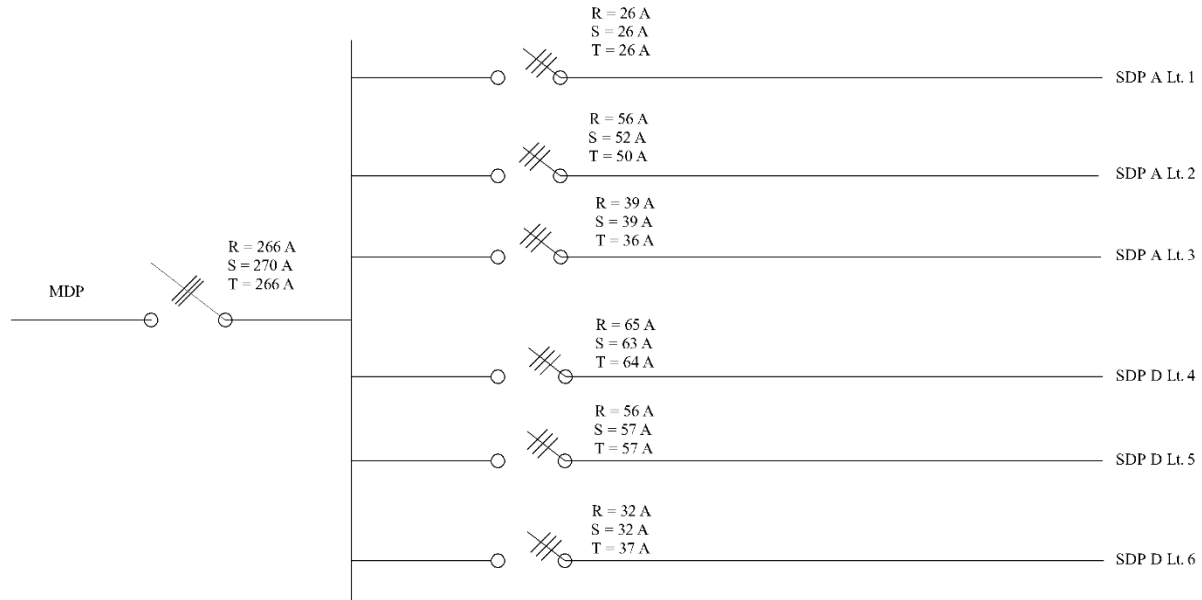 R = 26 A
S = 26 A
T = 26 A
SDP A Lt. 1
R = 56 A
S = 52 A
T = 50 A
SDP A Lt. 2
R = 39 A
S = 39 A
T = 36 A
SDP A Lt. 3
R = 266 A
S = 270 A
T = 266 A
MDP
R = 65 A
S = 63 A
T = 64 A
SDP D Lt. 4
R = 56 A
S = 57 A
T = 57 A
SDP D Lt. 5
R = 32 A
S = 32 A
T = 37 A
SDP D Lt. 6